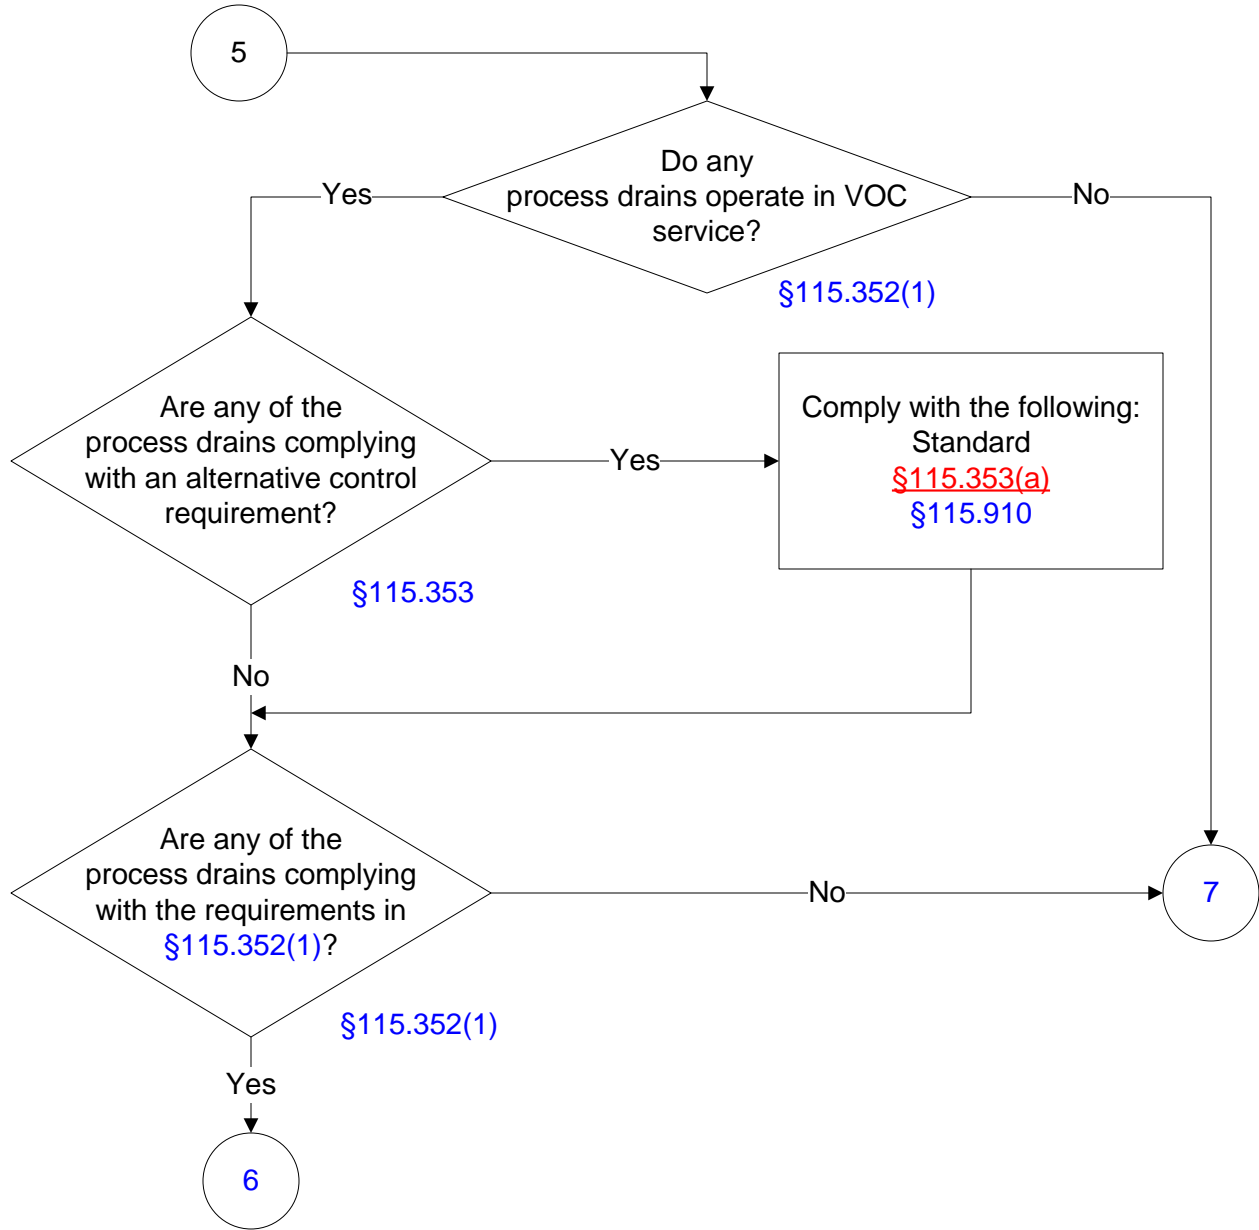 5
Do any
process drains operate in VOC
service?
Yes
No
§115.352(1)
Are any of the
process drains complying
with an alternative control
requirement?
Yes
Comply with the following:
Standard
§115.353(a)
§115.910
§115.353
No
Are any of the
process drains complying
with the requirements in
§115.352(1)?
No
7
§115.352(1)
Yes
6